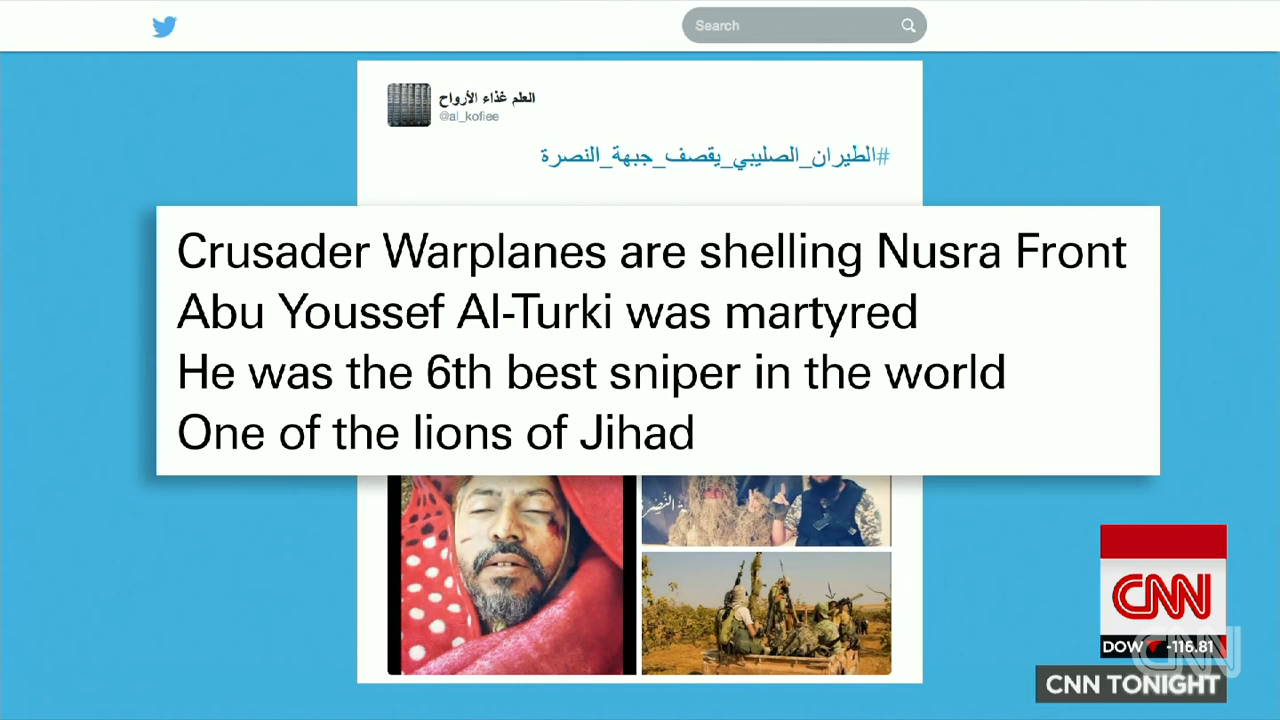 Search
العلم غذاء الأرواح
@al_kofiee
#الطيران_الصليبي_يقصف_جبهة_النصرة
Crusader Warplanes are shelling Nusra Front
Abu Youssef Al-Turki was martyred
He was the 6th best sniper in the world
One of the lions of Jihad
النصرة
CNN
DOW -116.81
CNN
CNN TONIGHT